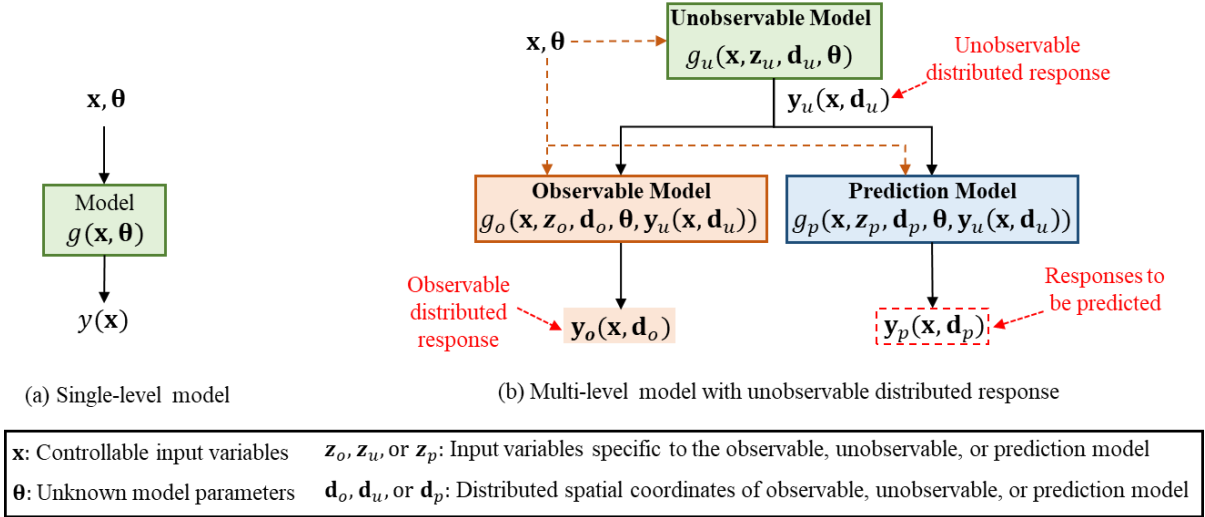 x, θ
Model
g(x, θ)
y(x)
(a) Single-level model
x, θ
Unobservable Model
g_u(x, z_u, d_u, θ)
Unobservable
distributed response
y_u(x, d_u)
Observable Model
g_o(x, z_o, d_o, θ, y_u(x, d_u))
Prediction Model
g_p(x, z_p, d_p, θ, y_u(x, d_u))
Observable
distributed
response
y_o(x, d_o)
Responses to
be predicted
y_p(x, d_p)
(b) Multi-level model with unobservable distributed response
x: Controllable input variables z_o, z_u, or z_p: Input variables specific to the observable, unobservable, or prediction model
θ: Unknown model parameters d_o, d_u, or d_p: Distributed spatial coordinates of observable, unobservable, or prediction model